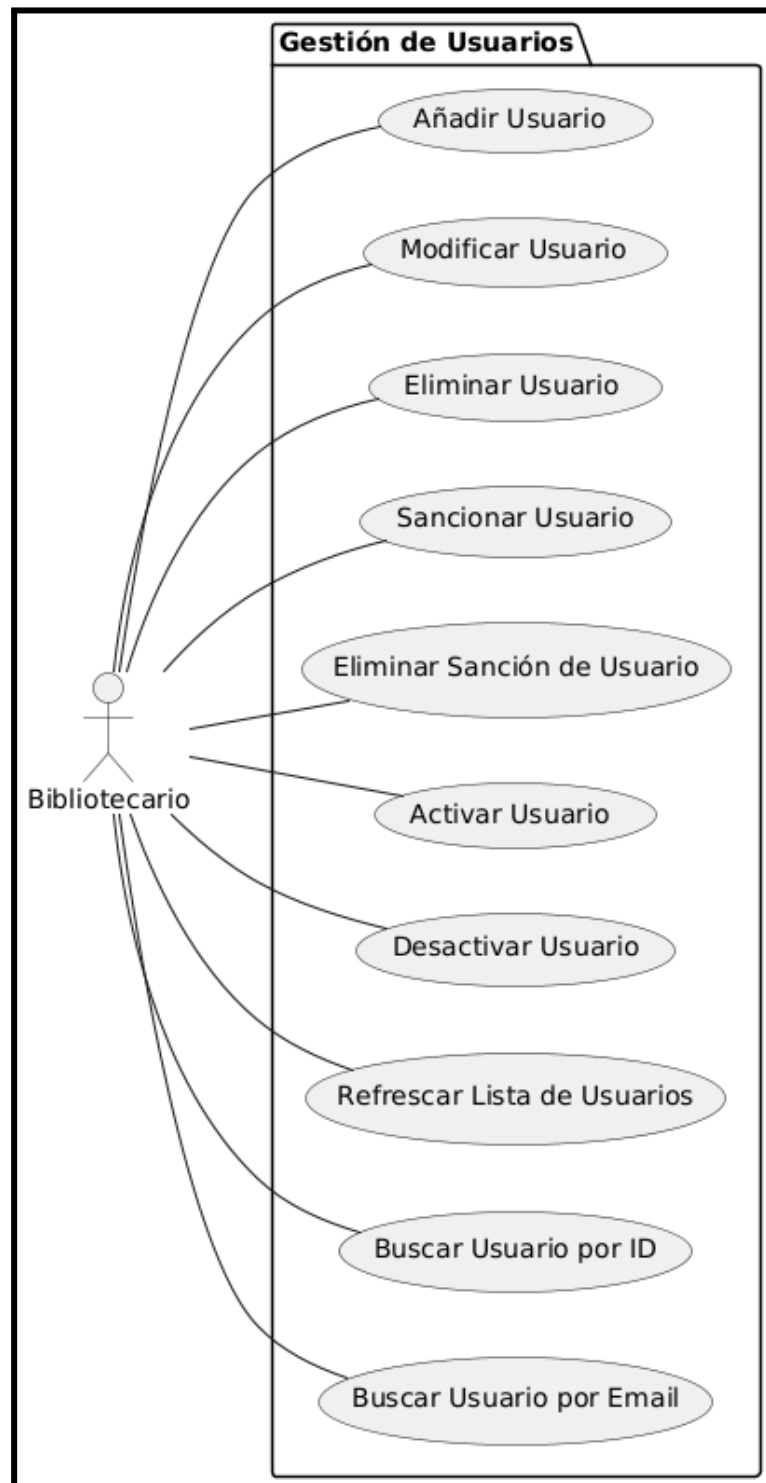 Gestión de Usuarios
Añadir Usuario
Modificar Usuario
Eliminar Usuario
Sancionar Usuario
Eliminar Sanción de Usuario
Bibliotecario
Activar Usuario
Desactivar Usuario
Refrescar Lista de Usuarios
Buscar Usuario por ID
Buscar Usuario por Email